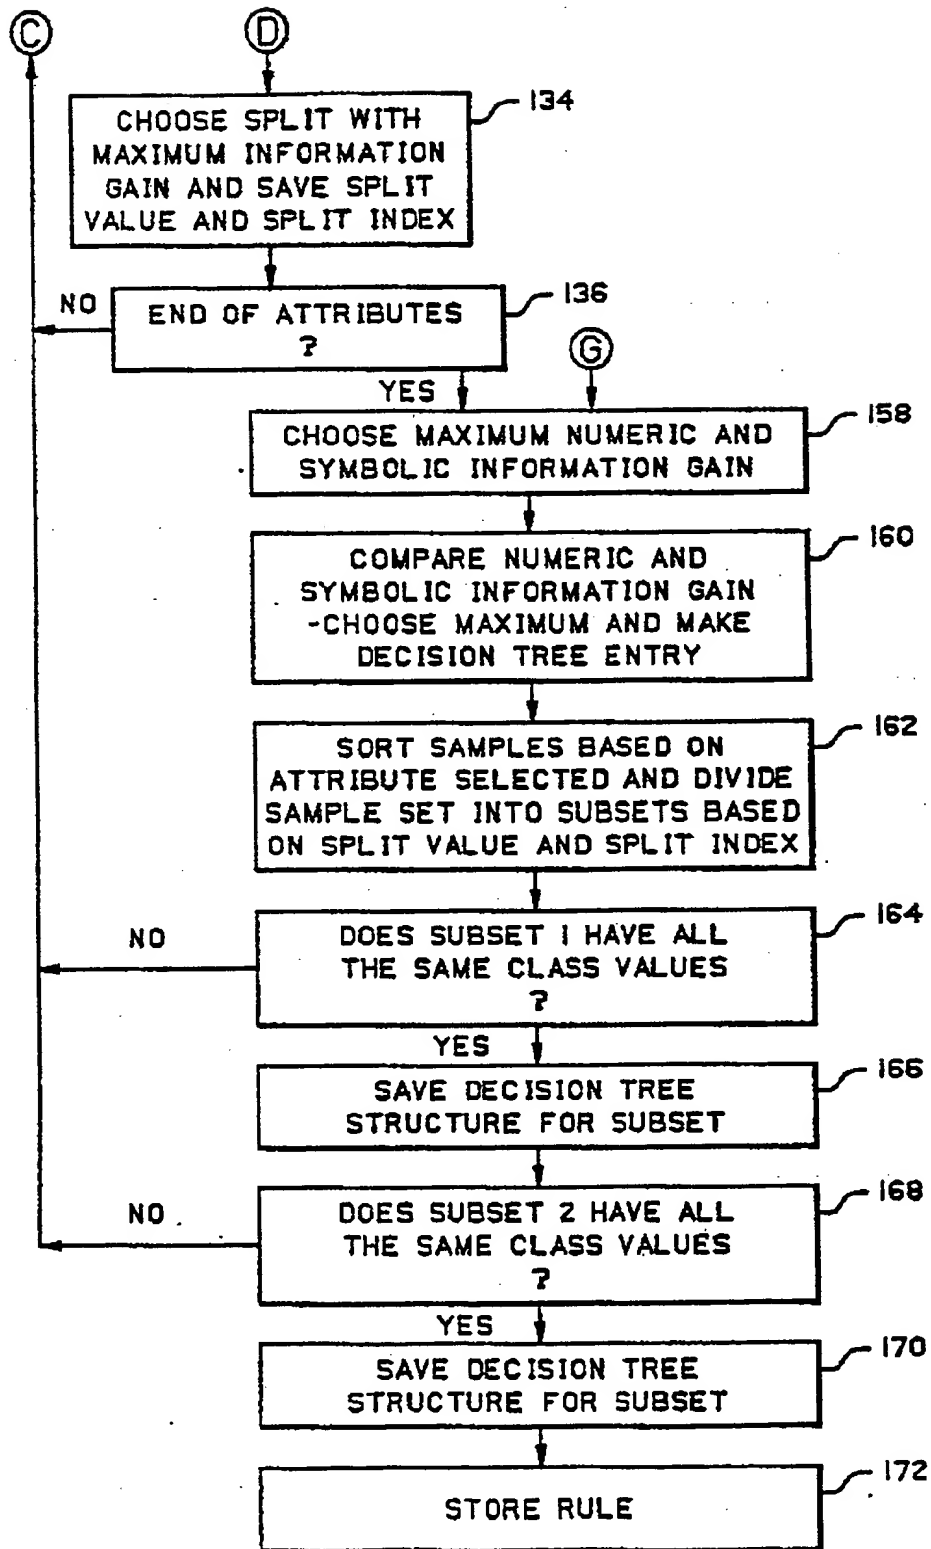 C
D
134
CHOOSE SPLIT WITH
MAXIMUM INFORMATION
GAIN AND SAVE SPLIT
VALUE AND SPLIT INDEX
136
NO
END OF ATTRIBUTES
?
G
YES
158
CHOOSE MAXIMUM NUMERIC AND
SYMBOLIC INFORMATION GAIN
160
COMPARE NUMERIC AND
SYMBOLIC INFORMATION GAIN
-CHOOSE MAXIMUM AND MAKE
DECISION TREE ENTRY
162
SORT SAMPLES BASED ON
ATTRIBUTE SELECTED AND DIVIDE
SAMPLE SET INTO SUBSETS BASED
ON SPLIT VALUE AND SPLIT INDEX
164
NO
DOES SUBSET 1 HAVE ALL
THE SAME CLASS VALUES
?
YES
166
SAVE DECISION TREE
STRUCTURE FOR SUBSET
168
NO
DOES SUBSET 2 HAVE ALL
THE SAME CLASS VALUES
?
YES
170
SAVE DECISION TREE
STRUCTURE FOR SUBSET
172
STORE RULE